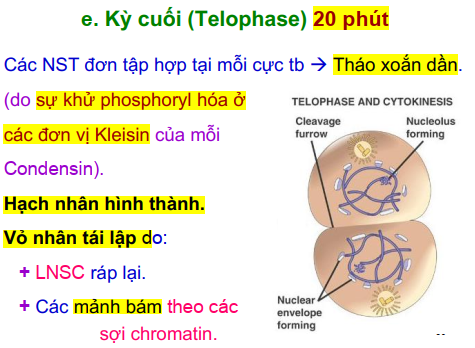 e. Kỳ cuối (Telophase) 20 phút
Các NST đơn tập hợp tại mỗi cực tb → Tháo xoắn dần.
(do sự khử phosphoryl hóa ở
các đơn vị Kleisin của mỗi
Condensin).
Hạch nhân hình thành.
Vỏ nhân tái lập do:
+ LNSC ráp lại.
+ Các mảnh bám theo các
sợi chromatin.
TELOPHASE AND CYTOKINESIS
Cleavage
furrow
Nucleolus
forming
Nuclear
envelope
forming